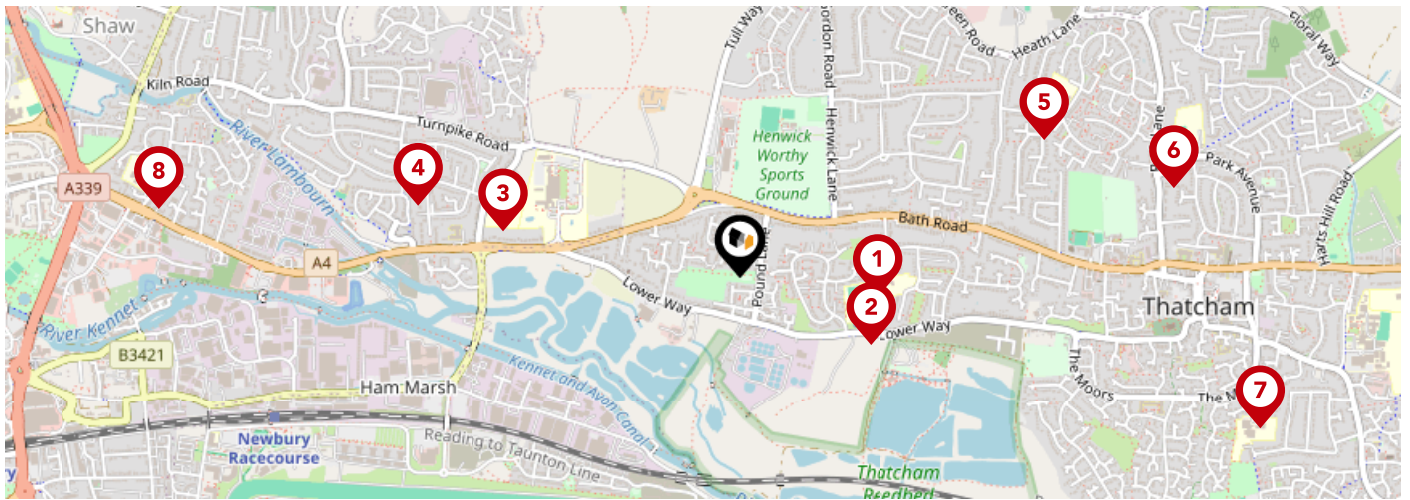 Shaw
Kiln Road
River Lambourn
Turnpike Road
Tull Way
Gordon Road
Henwick Lane
Heath Lane
Floral Way
Henwick
Worthy
Sports
Ground
5
6
Park Avenue
8
4
3
A339
Bath Road
Harts Hill Road
A4
1
2
Pound Lane
Lower Way
Lower Way
Thatcham
River Kennet
B3421
Ham Marsh
Kennet and Avon Canal
The Moors
7
Newbury
Racecourse
Reading to Taunton Line
Thatcham
Reedbed